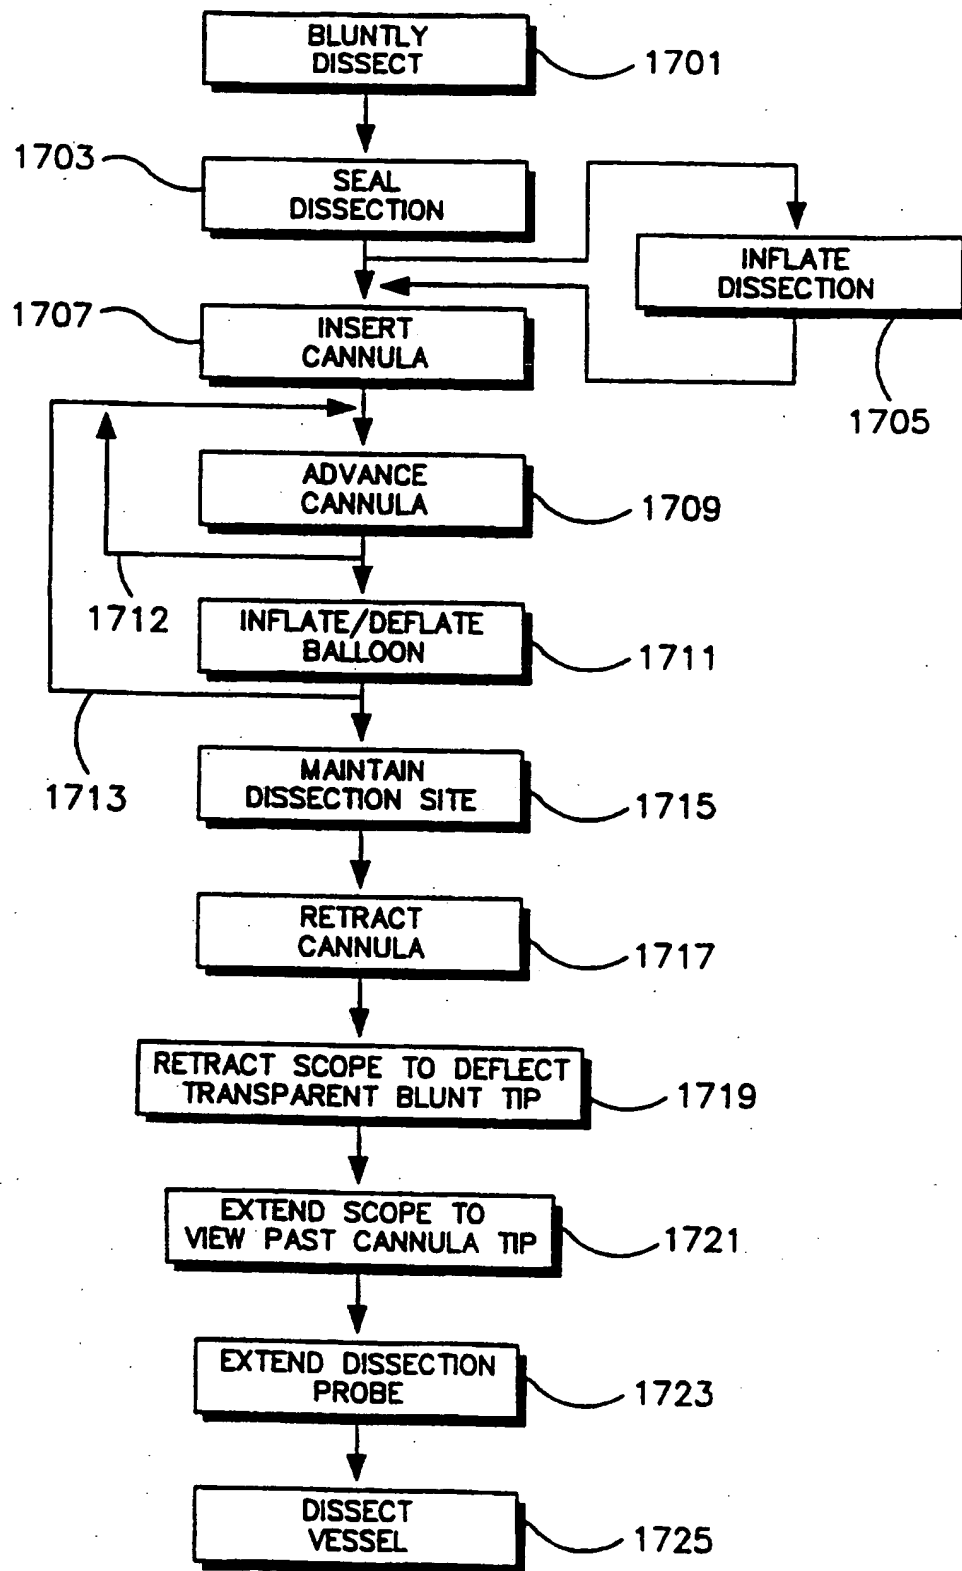 BLUNTLY
DISSECT
1701
1703
SEAL
DISSECTION
INFLATE
DISSECTION
1705
1707
INSERT
CANNULA
ADVANCE
CANNULA
1709
1712
INFLATE/DEFLATE
BALLOON
1711
1713
MAINTAIN
DISSECTION SITE
1715
RETRACT
CANNULA
1717
RETRACT SCOPE TO DEFLECT
TRANSPARENT BLUNT TIP
1719
EXTEND SCOPE TO
VIEW PAST CANNULA TIP
1721
EXTEND DISSECTION
PROBE
1723
DISSECT
VESSEL
1725